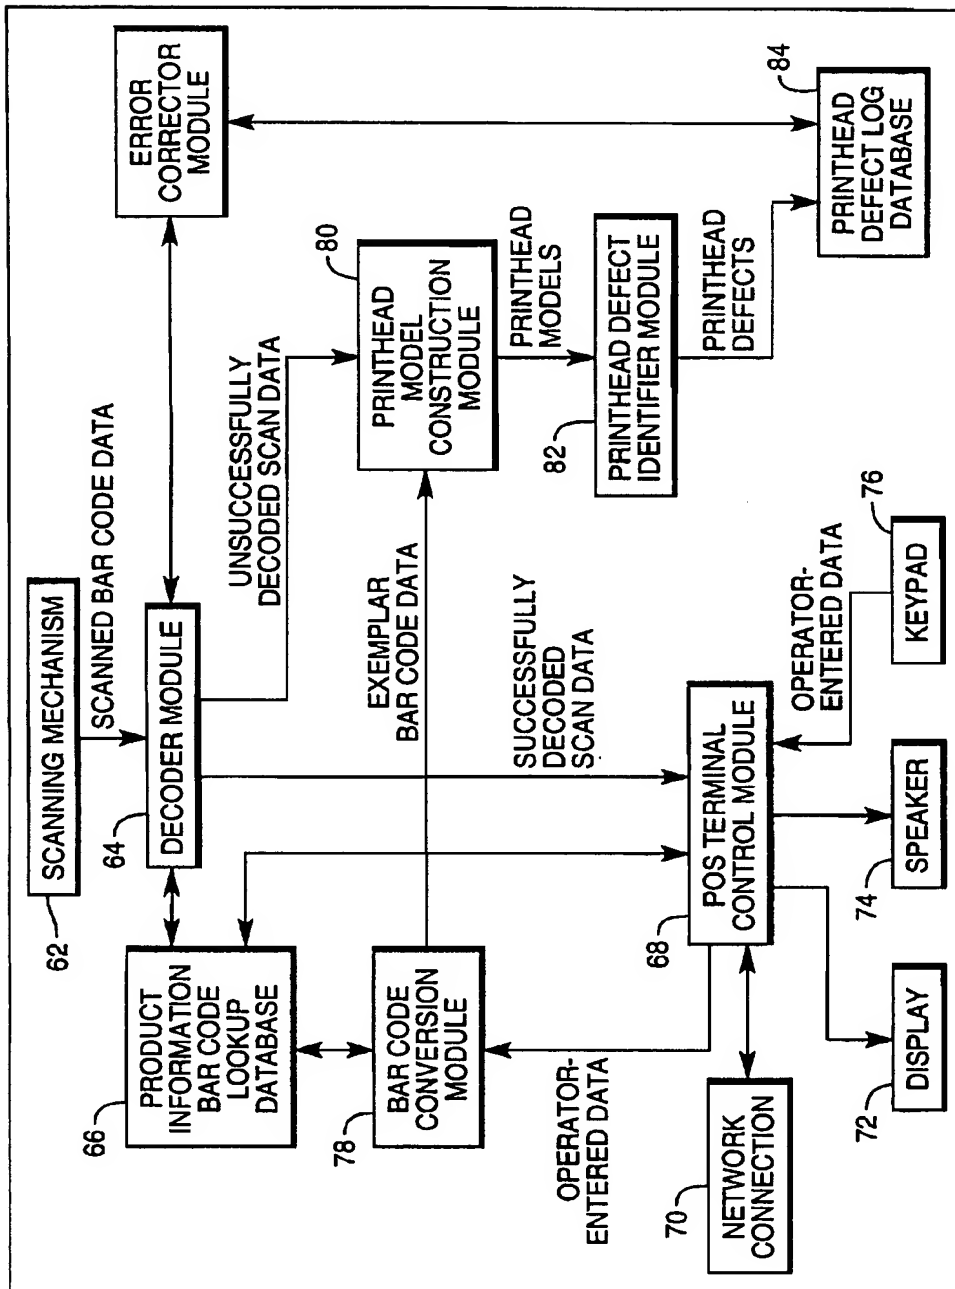 62
SCANNING MECHANISM
SCANNED BAR CODE DATA
66
PRODUCT
INFORMATION
BAR CODE
LOOKUP
DATABASE
64
DECODER MODULE
ERROR
CORRECTOR
MODULE
UNSUCCESSFULLY
DECODED SCAN DATA
78
BAR CODE
CONVERSION
MODULE
EXEMPLAR
BAR CODE DATA
80
PRINTHEAD
MODEL
CONSTRUCTION
MODULE
PRINTHEAD
MODELS
SUCCESSFULLY
DECODED
SCAN DATA
OPERATOR-
ENTERED DATA
82
PRINTHEAD DEFECT
IDENTIFIER MODULE
PRINTHEAD
DEFECTS
68
POS TERMINAL
CONTROL MODULE
70
NETWORK
CONNECTION
OPERATOR-
ENTERED DATA
84
PRINTHEAD
DEFECT LOG
DATABASE
72
DISPLAY
74
SPEAKER
76
KEYPAD